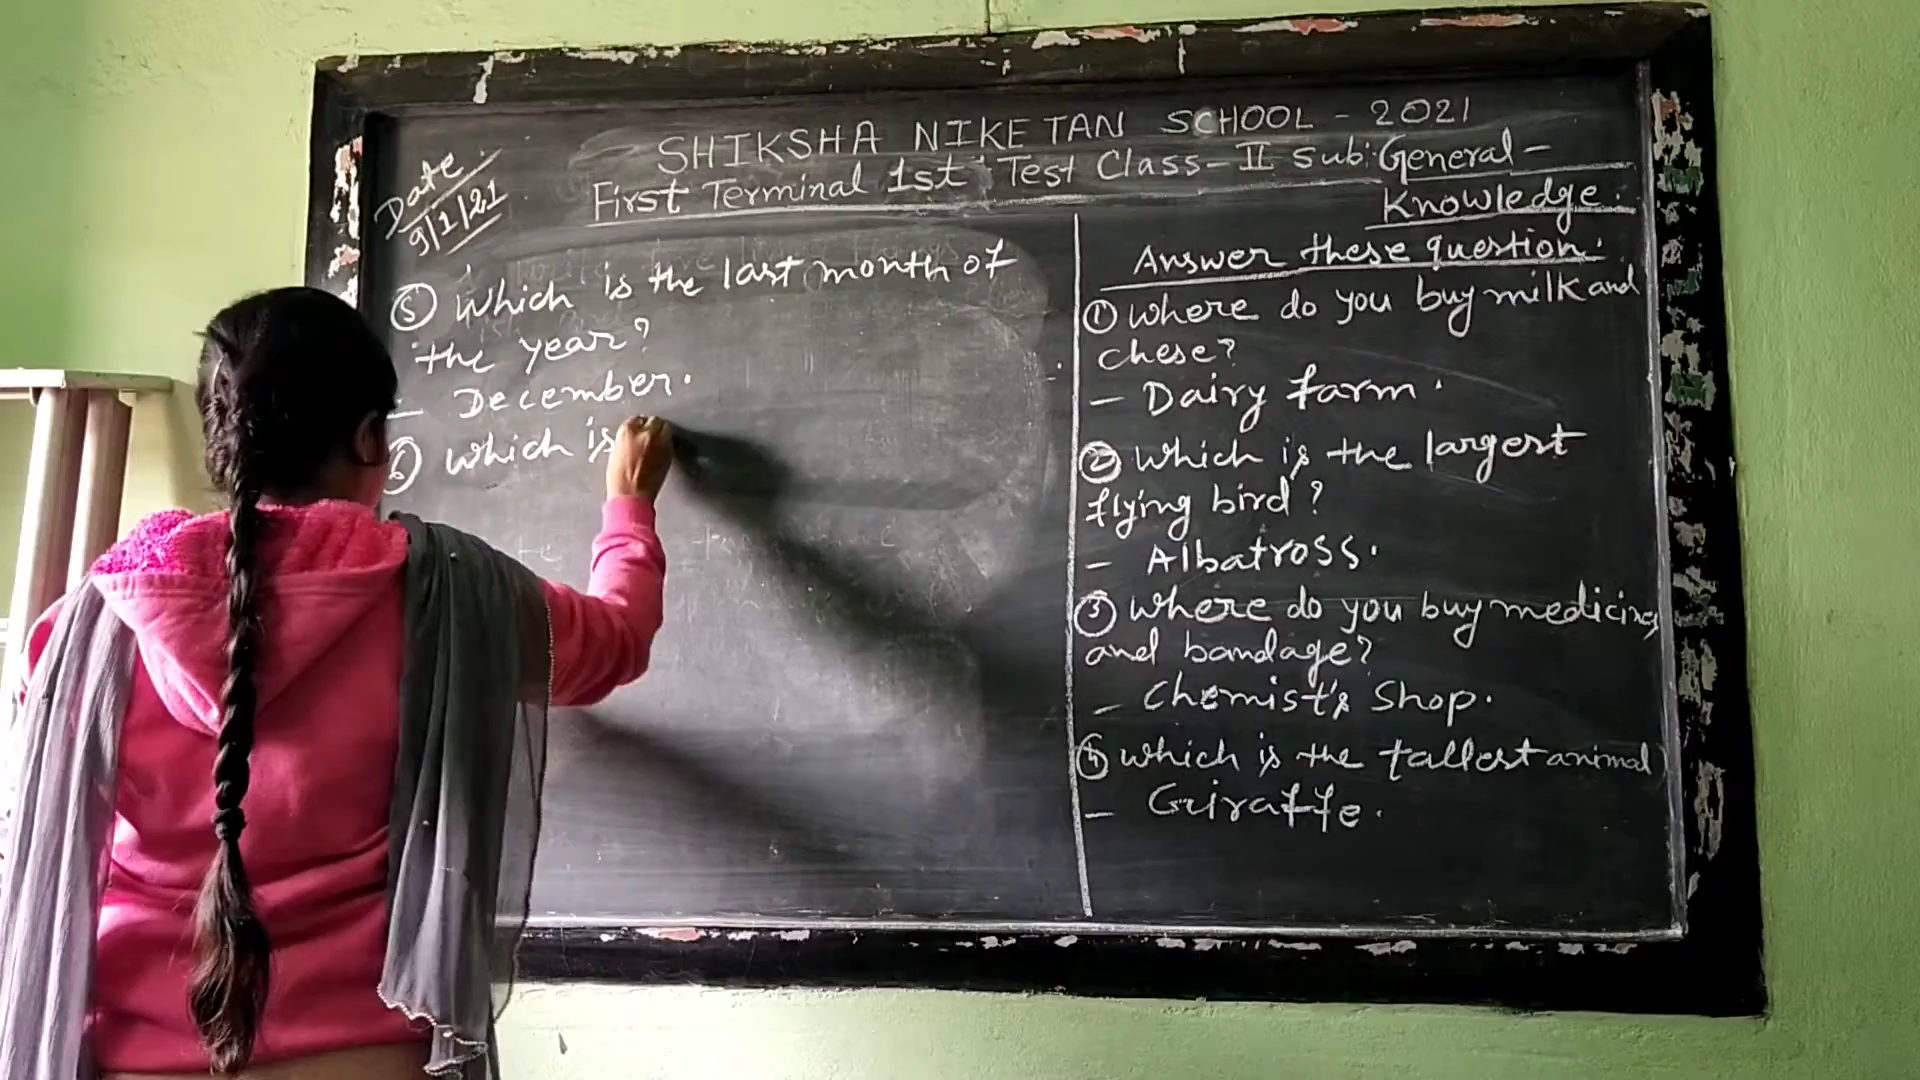 SHIKSHA NIKETAN SCHOOL - 2021
First Terminal 1st Test Class - II Sub: General -
Knowledge.
Date.
9/1/21
Answer these question:
① Where do you buy milk and
chese?
- Dairy farm.
② Which is the largest
flying bird?
- Albatross.
③ Where do you buy medicines
and bandage?
- Chemist's Shop.
④ Which is the tallest animal
- Giraffe.
⑤ Which is the last month of
the year?
- December.
⑥ Which is